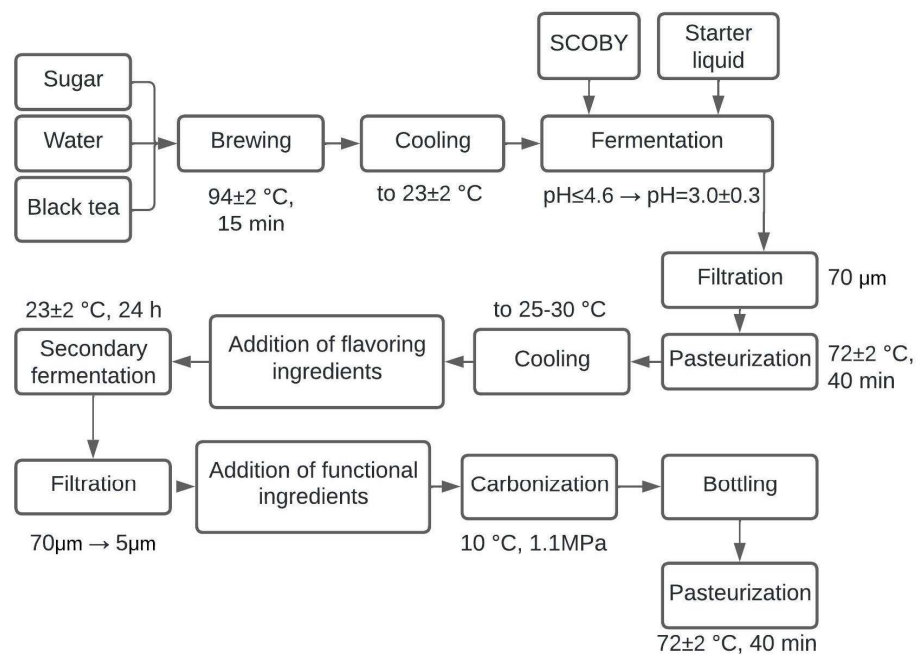 SCOBY
Starter
liquid
Sugar
Water
Black tea
Brewing
94±2 °C,
15 min
Cooling
to 23±2 °C
Fermentation
pH≤4.6 → pH=3.0±0.3
Filtration
70 µm
Pasteurization
72±2 °C,
40 min
to 25-30 °C
Cooling
Addition of flavoring
ingredients
23±2 °C, 24 h
Secondary
fermentation
Filtration
70µm → 5µm
Addition of functional
ingredients
Carbonization
10 °C, 1.1MPa
Bottling
Pasteurization
72±2 °C, 40 min